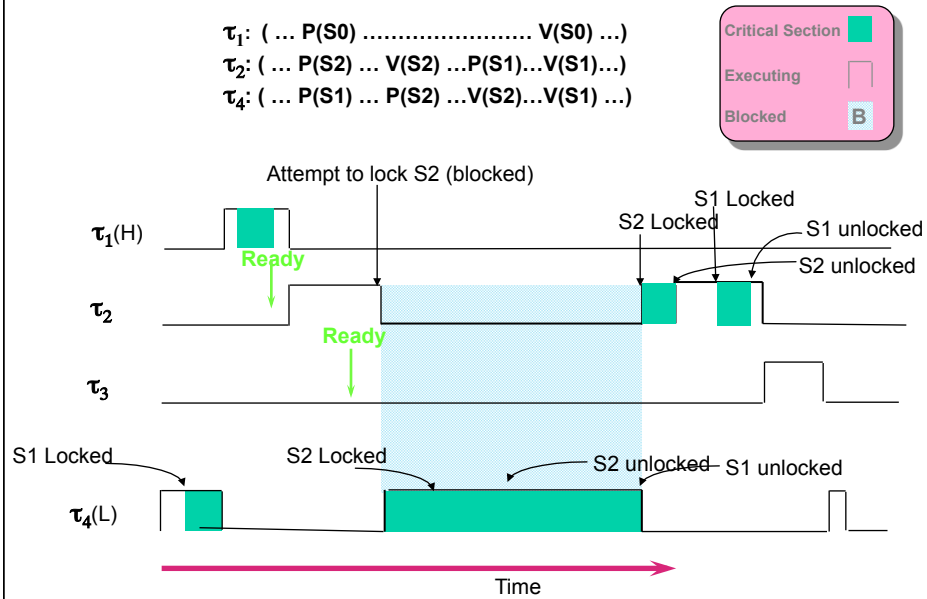 τ1: ( ... P(S0) ........................... V(S0) ...)
τ2: ( ... P(S2) ... V(S2) ...P(S1)...V(S1)...)
τ4: ( ... P(S1) ... P(S2) ...V(S2)...V(S1) ...)
Critical Section
Executing
Blocked B
Attempt to lock S2 (blocked)
S1 Locked
S2 Locked
S1 unlocked
τ1(H)
Ready
S2 unlocked
τ2
Ready
τ3
S1 Locked
S2 Locked
S2 unlocked
S1 unlocked
τ4(L)
Time